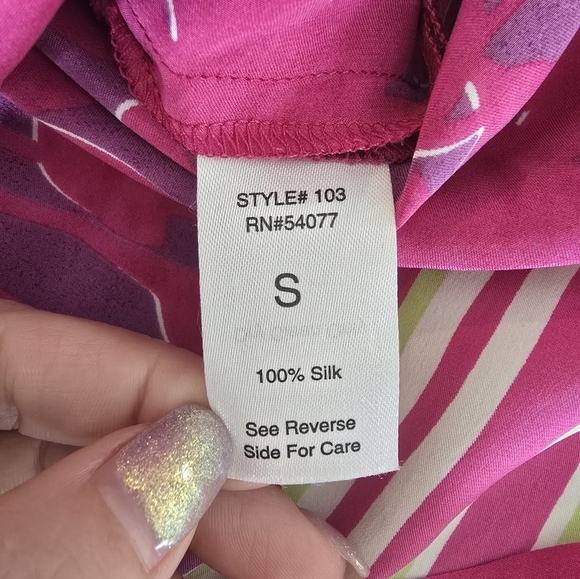 STYLE# 103
RN#54077
S
100% Silk
See Reverse
Side For Care